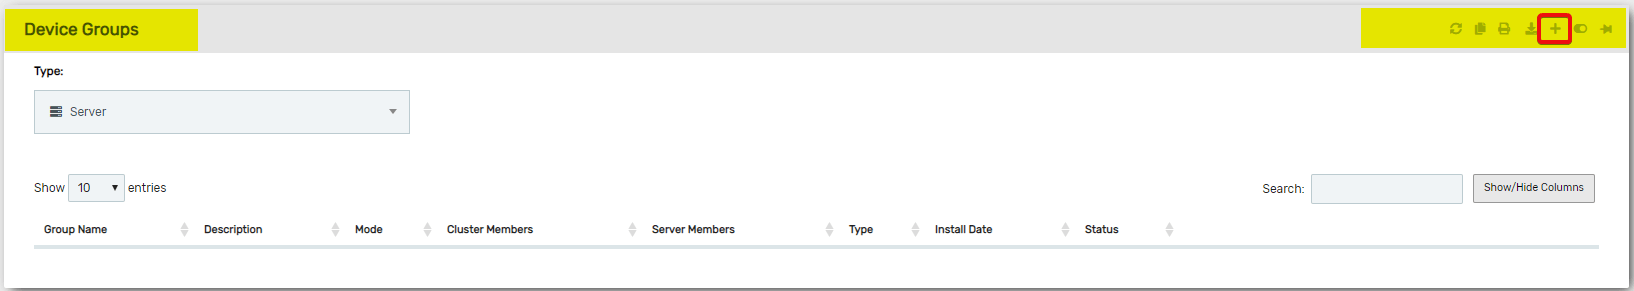 Device Groups
Type:
Server
Show 10 entries
Search:
Show/Hide Columns
Group Name Description Mode Cluster Members Server Members Type Install Date Status